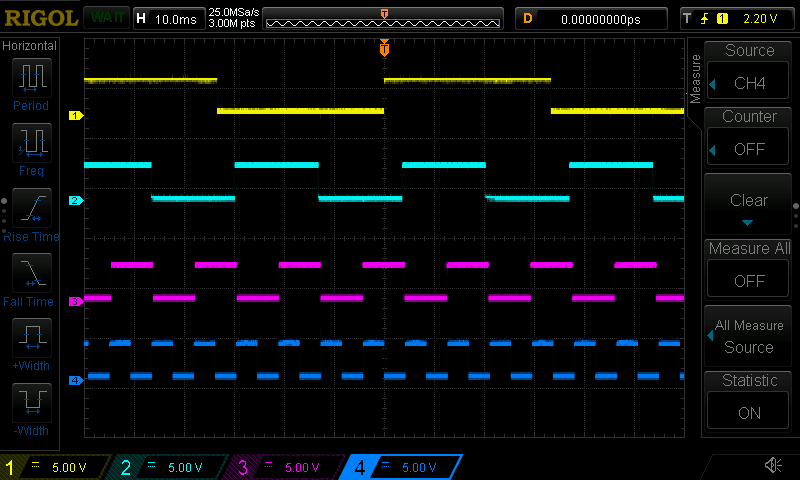 RIGOL WAIT H 10.0ms 25.0MSa/s 3.00M pts T D 0.00000000ps T 1 2.20 V
Horizontal
Period
Freq
Rise Time
Fall Time
+Width
-Width
T
1
2
3
4
Measure
Source
CH4
Counter
OFF
Clear
Measure All
OFF
All Measure
Source
Statistic
ON
1 5.00 V 2 5.00 V 3 5.00 V 4 5.00 V